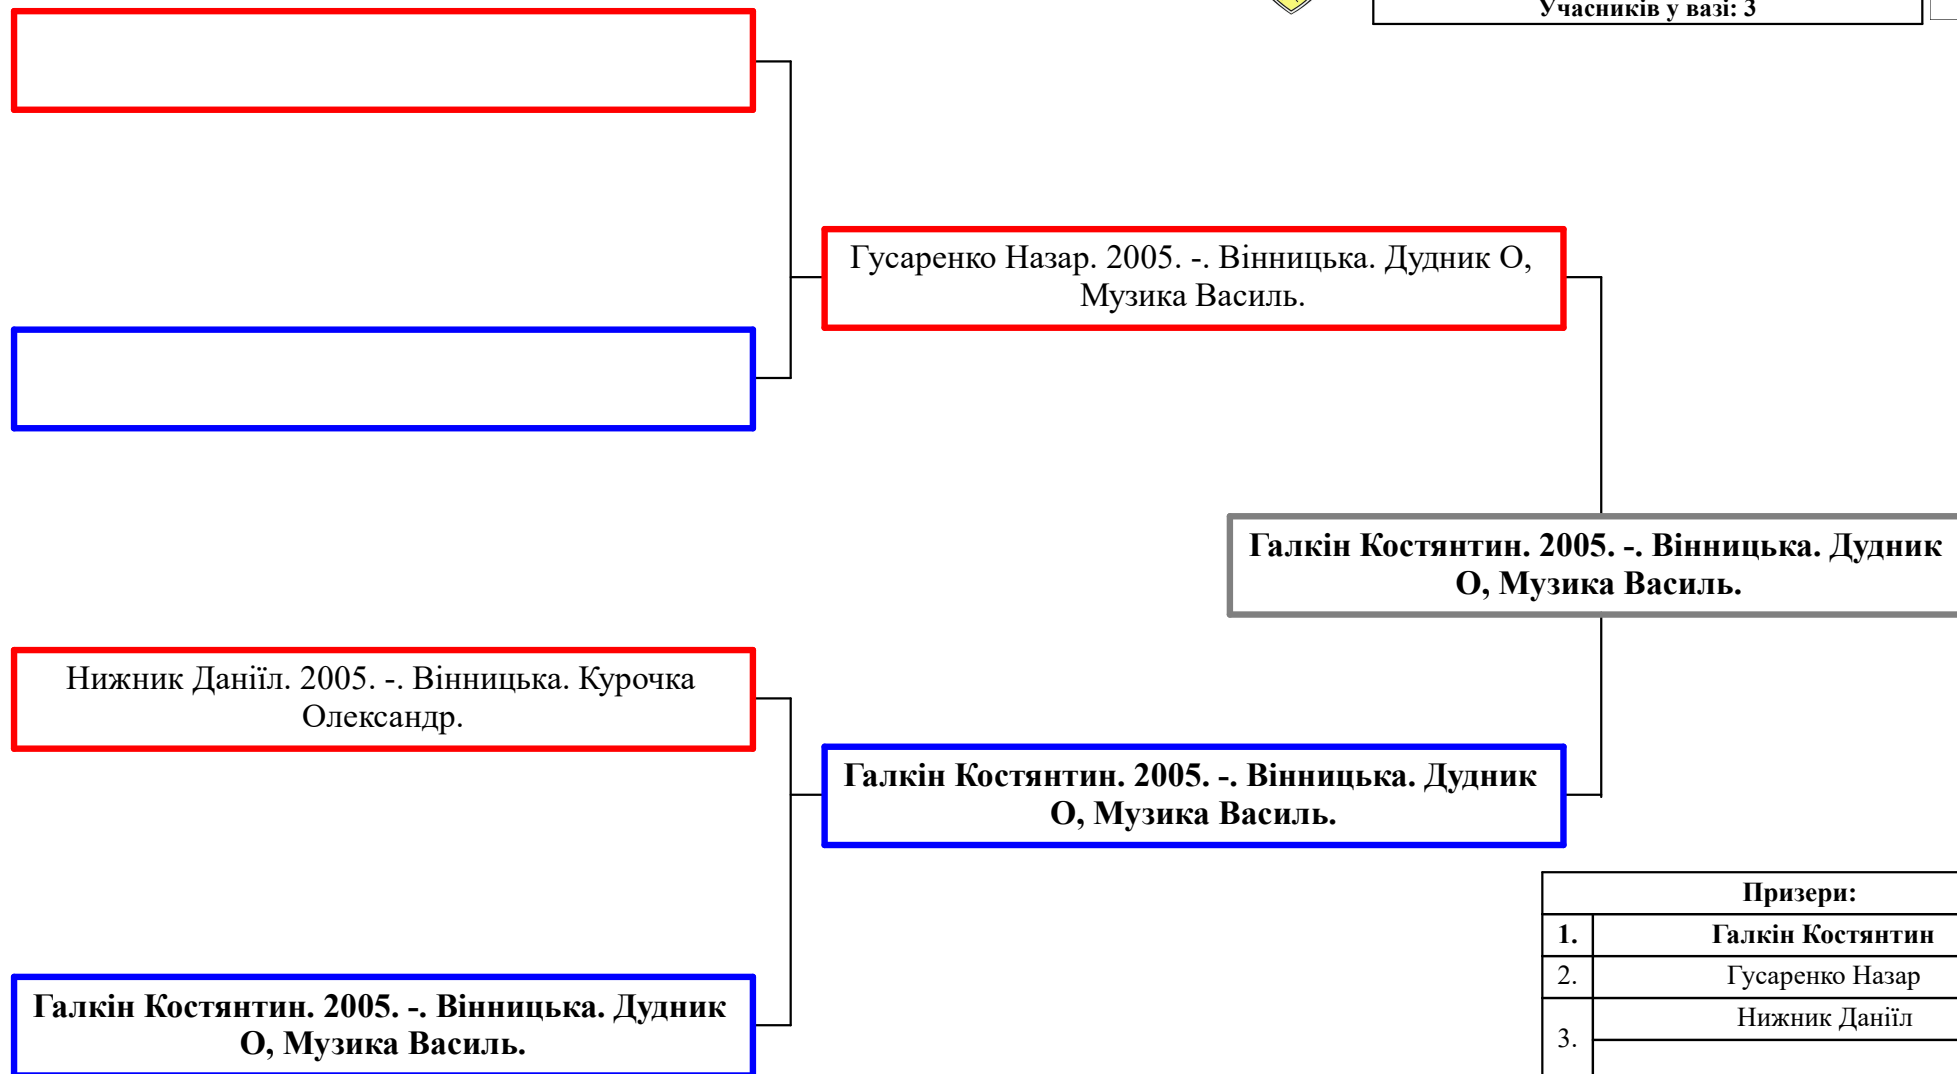 Учасників у вазі: 3
Гусаренко Назар. 2005. -. Вінницька. Дудник О,
Музика Василь.
Галкін Костянтин. 2005. -. Вінницька. Дудник
О, Музика Василь.
Нижник Даніїл. 2005. -. Вінницька. Курочка
Олександр.
Галкін Костянтин. 2005. -. Вінницька. Дудник
О, Музика Василь.
Галкін Костянтин. 2005. -. Вінницька. Дудник
О, Музика Василь.
Призери:
1. Галкін Костянтин
2. Гусаренко Назар
3. Нижник Даніїл